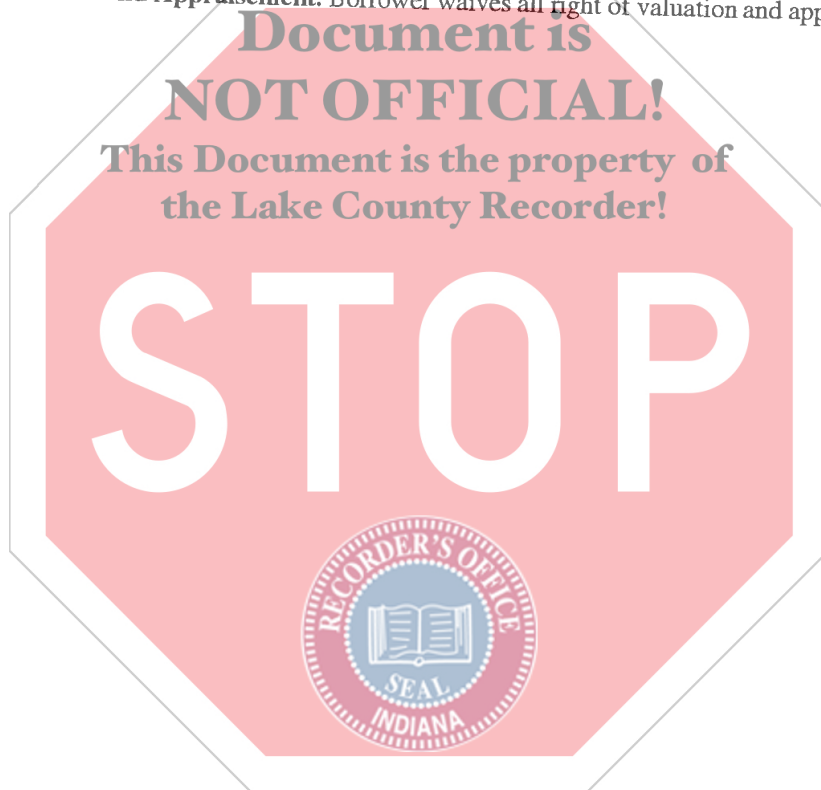 Appraisement. Borrower waives all right of valuation and app
Document is
NOT OFFICIAL!
This Document is the property of
the Lake County Recorder!
STOP
RECORDER'S OFFICE
SEAL
INDIANA